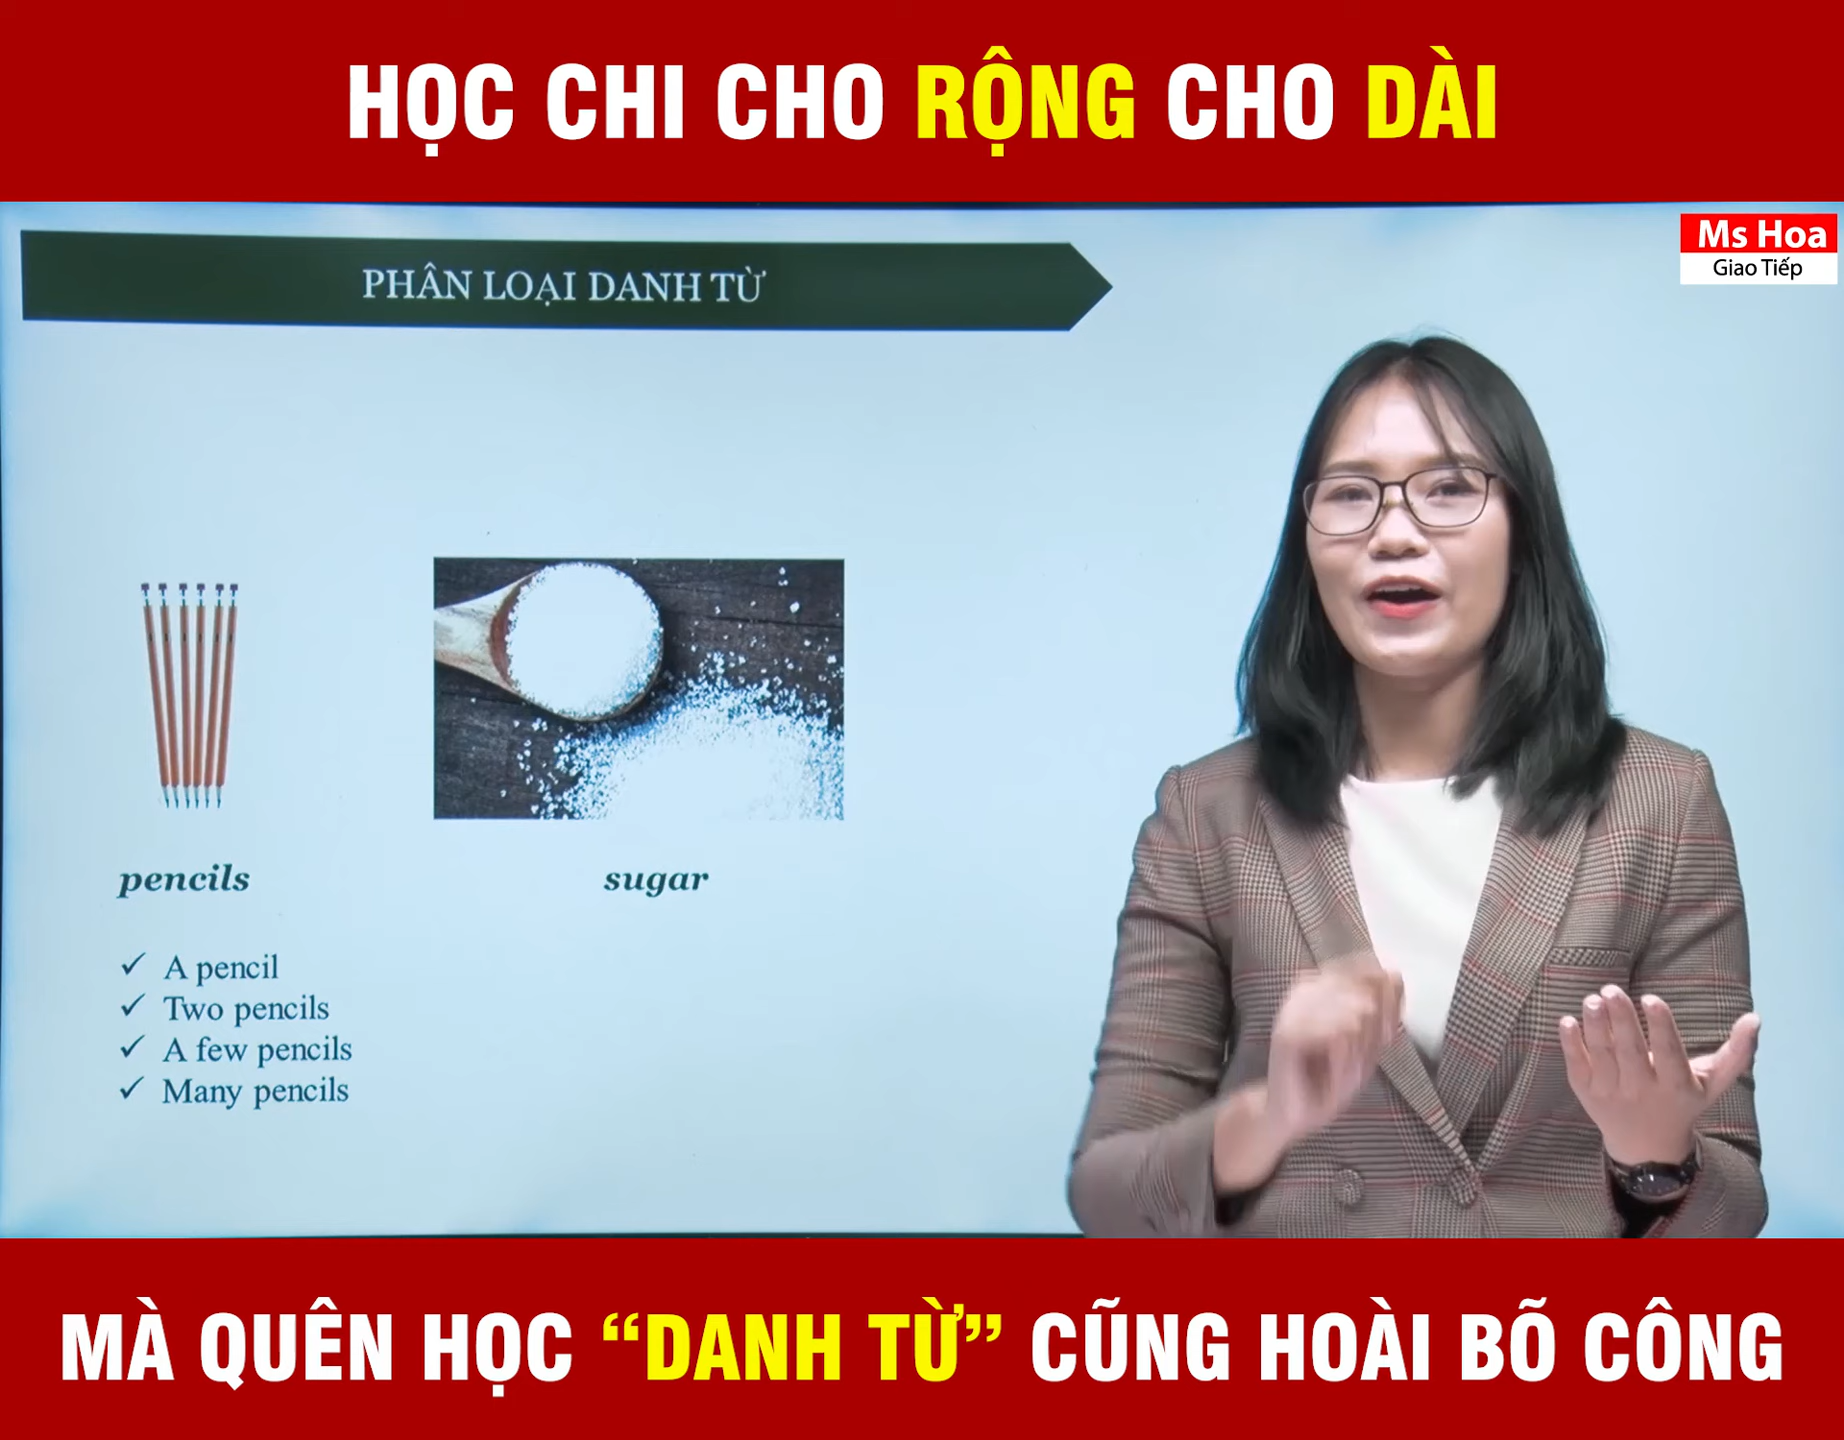 HỌC CHI CHO RỘNG CHO DÀI
Ms Hoa
Giao Tiếp
PHÂN LOẠI DANH TỪ
pencils
sugar
✓ A pencil
✓ Two pencils
✓ A few pencils
✓ Many pencils
MÀ QUÊN HỌC “DANH TỪ” CŨNG HOÀI BÕ CÔNG